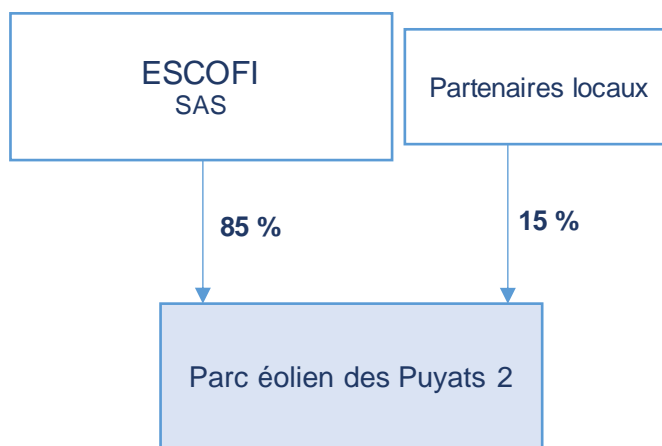 ESCOFI
SAS
Partenaires locaux
85 %
15 %
Parc éolien des Puyats 2